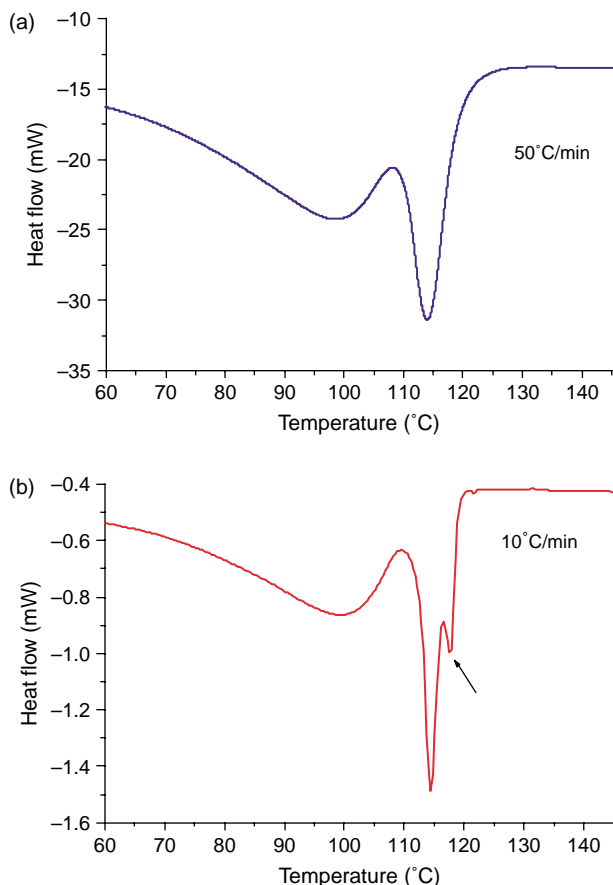 (a)
−10
−15
−20
−25
−30
−35
Heat flow (mW)
50˚C/min
60 70 80 90 100 110 120 130 140
Temperature (˚C)
(b)
−0.4
−0.6
−0.8
−1.0
−1.2
−1.4
−1.6
Heat flow (mW)
10˚C/min
60 70 80 90 100 110 120 130 140
Temperature (˚C)